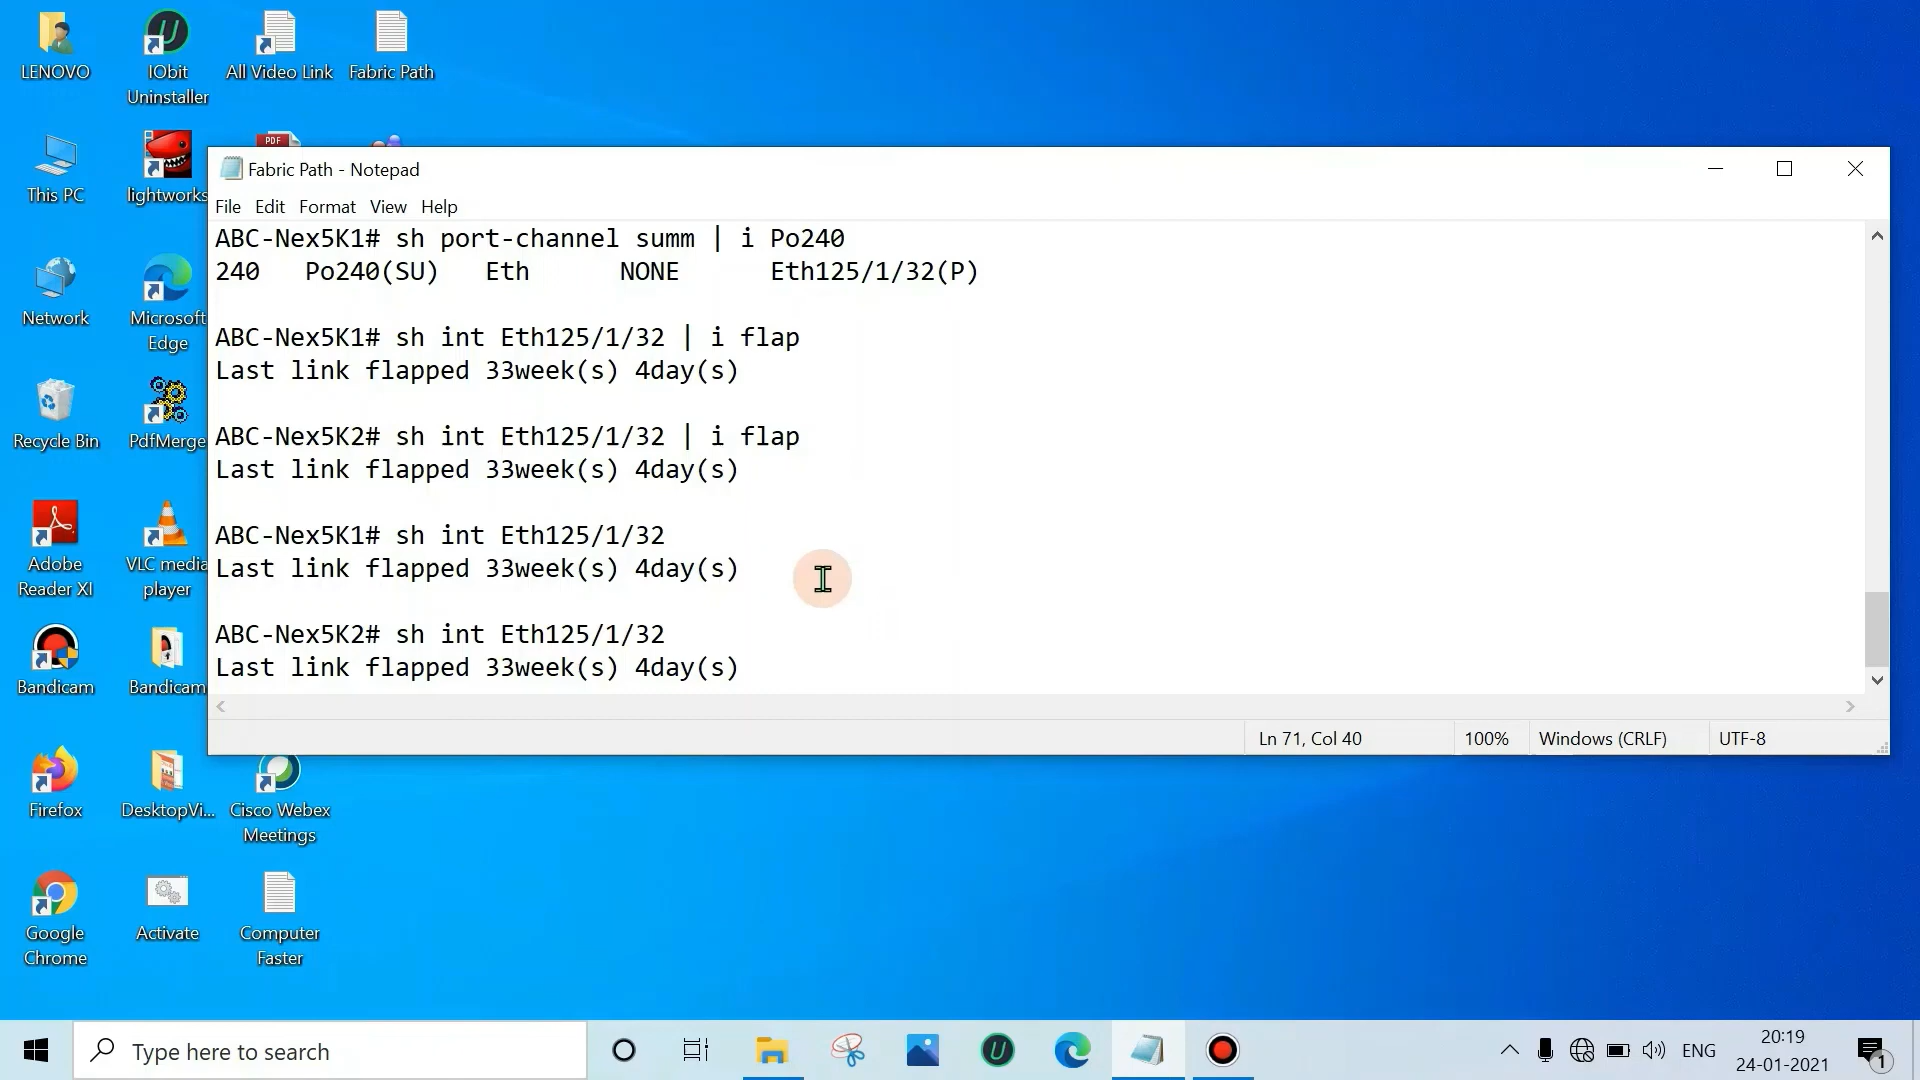 LENOVO
IObit
Uninstaller
All Video Link
Fabric Path
This PC
lightworks
PDF
Network
Microsoft
Edge
Recycle Bin
PdfMerge
Adobe
Reader XI
VLC media
player
Bandicam
Bandicam
Firefox
DesktopVi...
Cisco Webex
Meetings
Google
Chrome
Activate
Computer
Faster
Fabric Path - Notepad
File Edit Format View Help
ABC-Nex5K1# sh port-channel summ | i Po240
240 Po240(SU) Eth NONE Eth125/1/32(P)
ABC-Nex5K1# sh int Eth125/1/32 | i flap
Last link flapped 33week(s) 4day(s)
ABC-Nex5K2# sh int Eth125/1/32 | i flap
Last link flapped 33week(s) 4day(s)
ABC-Nex5K1# sh int Eth125/1/32
Last link flapped 33week(s) 4day(s)
ABC-Nex5K2# sh int Eth125/1/32
Last link flapped 33week(s) 4day(s)
Ln 71, Col 40 100% Windows (CRLF) UTF-8
Type here to search
ENG
20:19
24-01-2021
1